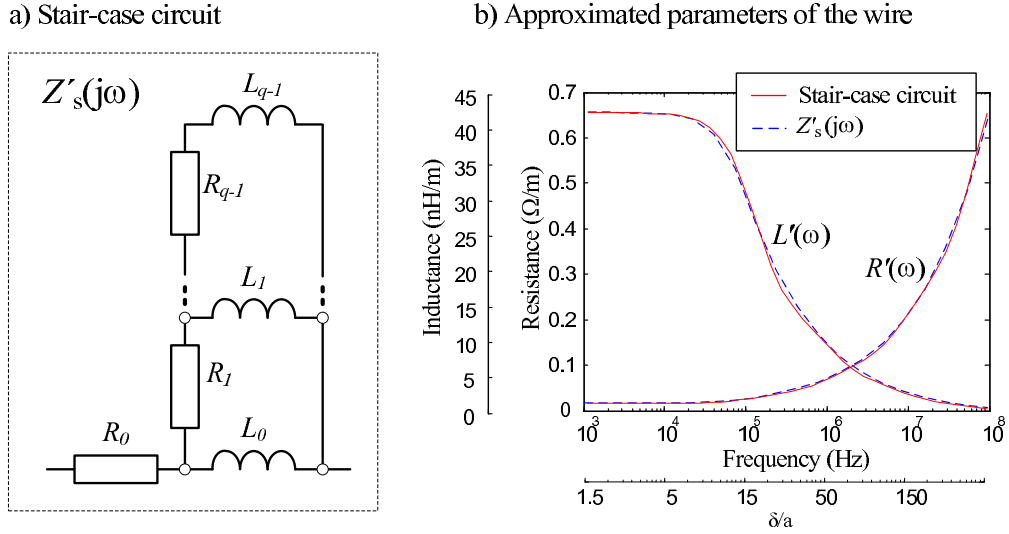 a) Stair-case circuit
Z′s(jω)
Lq-1
Rq-1
L1
R1
R0
L0
b) Approximated parameters of the wire
Stair-case circuit
Z's(jω)
Inductance (nH/m)
45
40
35
30
25
20
15
10
5
0
Resistance (Ω/m)
0.7
0.6
0.5
0.4
0.3
0.2
0.1
0
L'(ω)
R'(ω)
10^3 10^4 10^5 10^6 10^7 10^8
Frequency (Hz)
1.5 5 15 50 150
δ/a